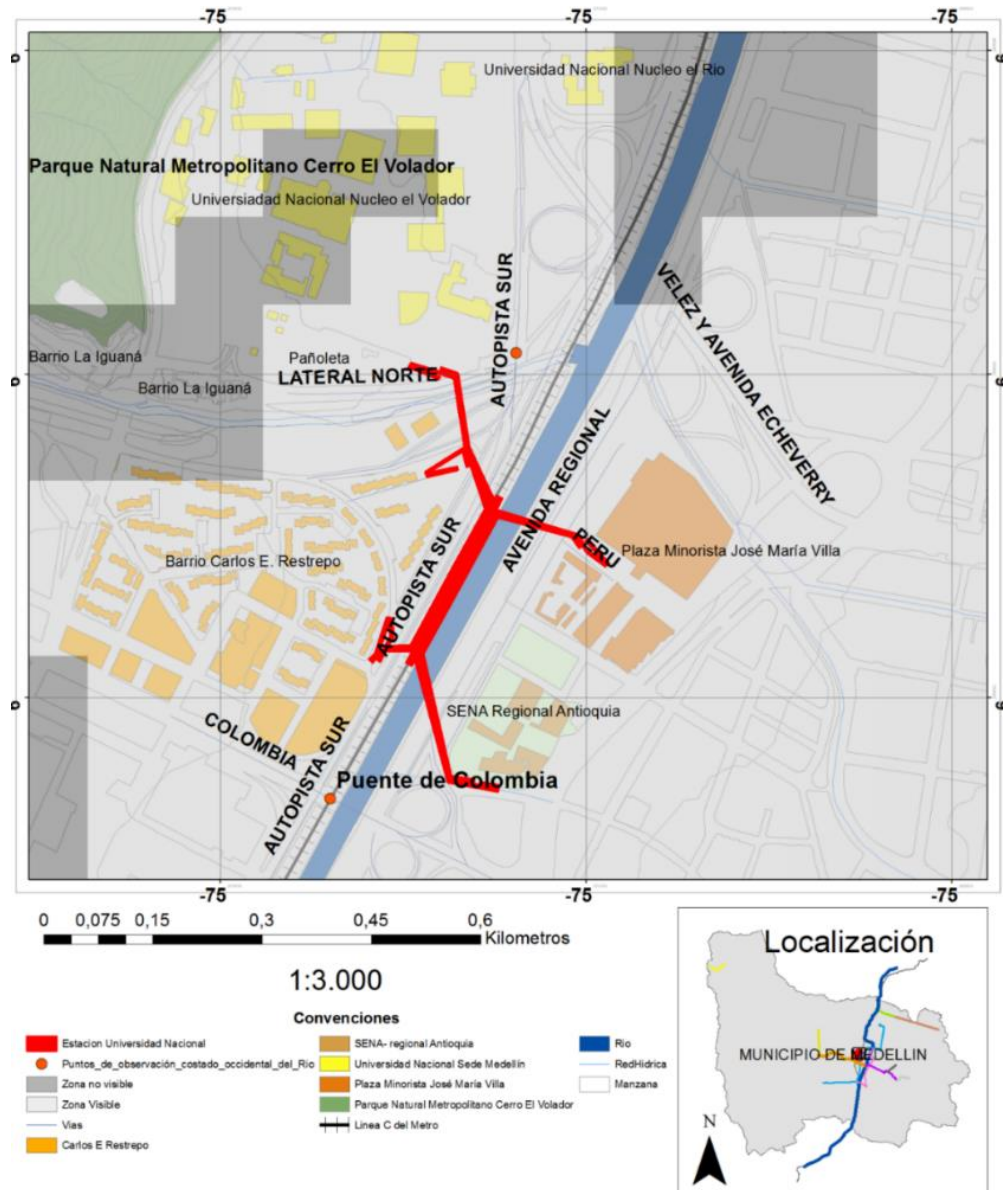 -75 -75 -75
Universidad Nacional Nucleo el Rio
Parque Natural Metropolitano Cerro El Volador
Universiadad Nacional Nucleo el Volador
AUTOPISTA SUR
VELEZ Y AVENIDA ECHEVERRY
Barrio La Iguaná
Pañoleta
LATERAL NORTE
Barrio La Iguaná
AVENIDA REGIONAL
AUTOPISTA SUR
PERU
Plaza Minorista José María Villa
Barrio Carlos E. Restrepo
SENA Regional Antioquia
COLOMBIA
AUTOPISTA SUR
Puente de Colombia
-75 -75 -75
0 0,075 0,15 0,3 0,45 0,6
Kilometros
1:3.000
Convenciones
Estacion Universidad Nacional
Puntos_de_observación_costado_occidental_del_Rio
Zona no visible
Zona Visible
Vias
Carlos E Restrepo
SENA- regional Antioquia
Universidad Nacional Sede Medellín
Plaza Minorista José María Villa
Parque Natural Metropolitano Cerro El Volador
Linea C del Metro
Rio
RedHidrica
Manzana
Localización
MUNICIPIO DE MEDELLIN
N